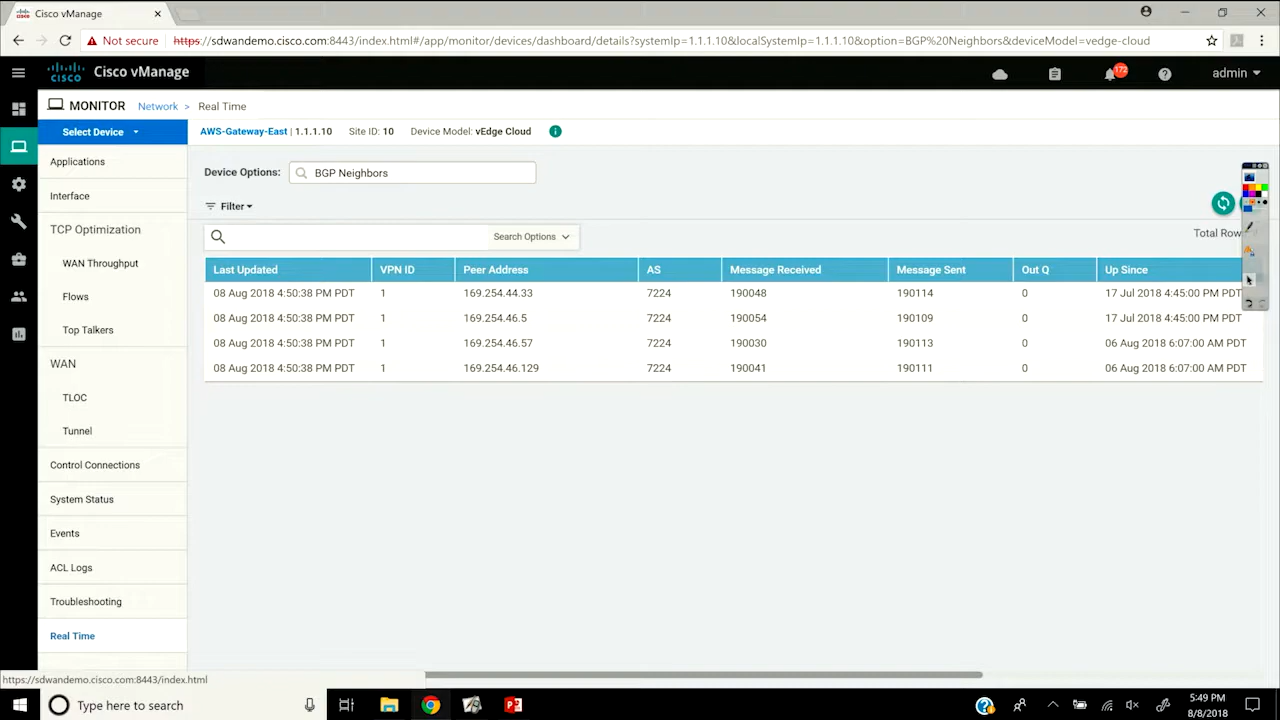 Cisco vManage
Not secure https://sdwandemo.cisco.com:8443/index.html#/app/monitor/devices/dashboard/details?systemIp=1.1.1.10&localSystemIp=1.1.1.10&option=BGP%20Neighbors&deviceModel=vedge-cloud
CISCO Cisco vManage 172 admin
MONITOR Network > Real Time
Select Device AWS-Gateway-East | 1.1.1.10 Site ID: 10 Device Model: vEdge Cloud
Applications
Interface
TCP Optimization
WAN Throughput
Flows
Top Talkers
WAN
TLOC
Tunnel
Control Connections
System Status
Events
ACL Logs
Troubleshooting
Real Time
Device Options: BGP Neighbors
Filter
Search Options
Total Row
Last Updated VPN ID Peer Address AS Message Received Message Sent Out Q Up Since
08 Aug 2018 4:50:38 PM PDT 1 169.254.44.33 7224 190048 190114 0 17 Jul 2018 4:45:00 PM PDT
08 Aug 2018 4:50:38 PM PDT 1 169.254.46.5 7224 190054 190109 0 17 Jul 2018 4:45:00 PM PDT
08 Aug 2018 4:50:38 PM PDT 1 169.254.46.57 7224 190030 190113 0 06 Aug 2018 6:07:00 AM PDT
08 Aug 2018 4:50:38 PM PDT 1 169.254.46.129 7224 190041 190111 0 06 Aug 2018 6:07:00 AM PDT
https://sdwandemo.cisco.com:8443/index.html
Type here to search
5:49 PM
8/8/2018